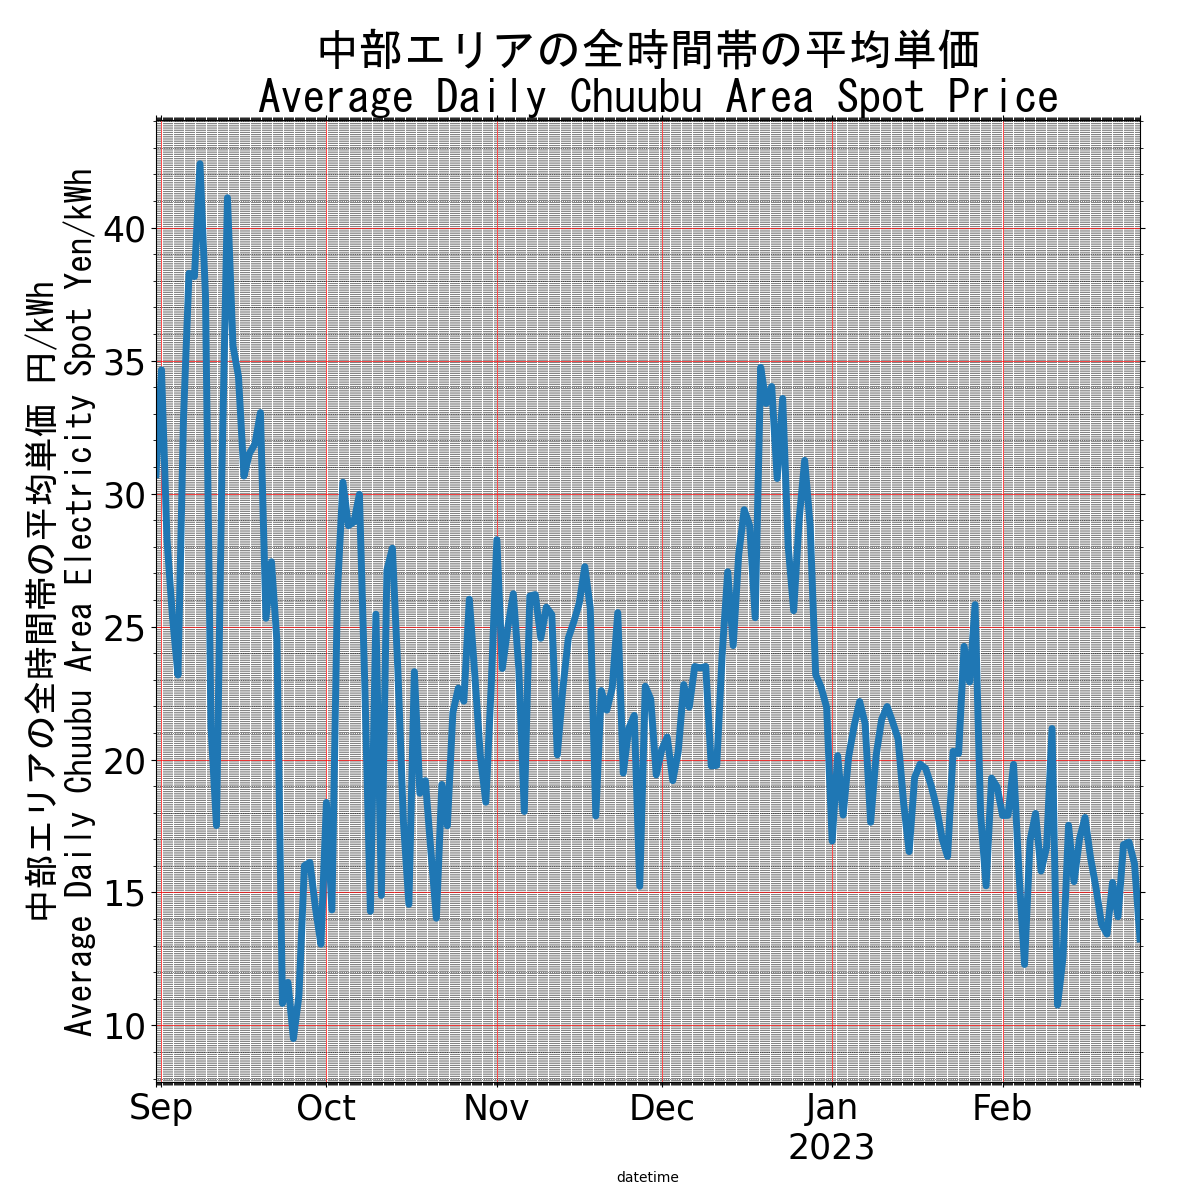 中部エリアの全時間帯の平均単価
Average Daily Chuubu Area Spot Price
中部エリアの全時間帯の平均単価 円/kWh
Average Daily Chuubu Area Electricity Spot Yen/kWh
40
35
30
25
20
15
10
Sep Oct Nov Dec Jan Feb
2023
datetime